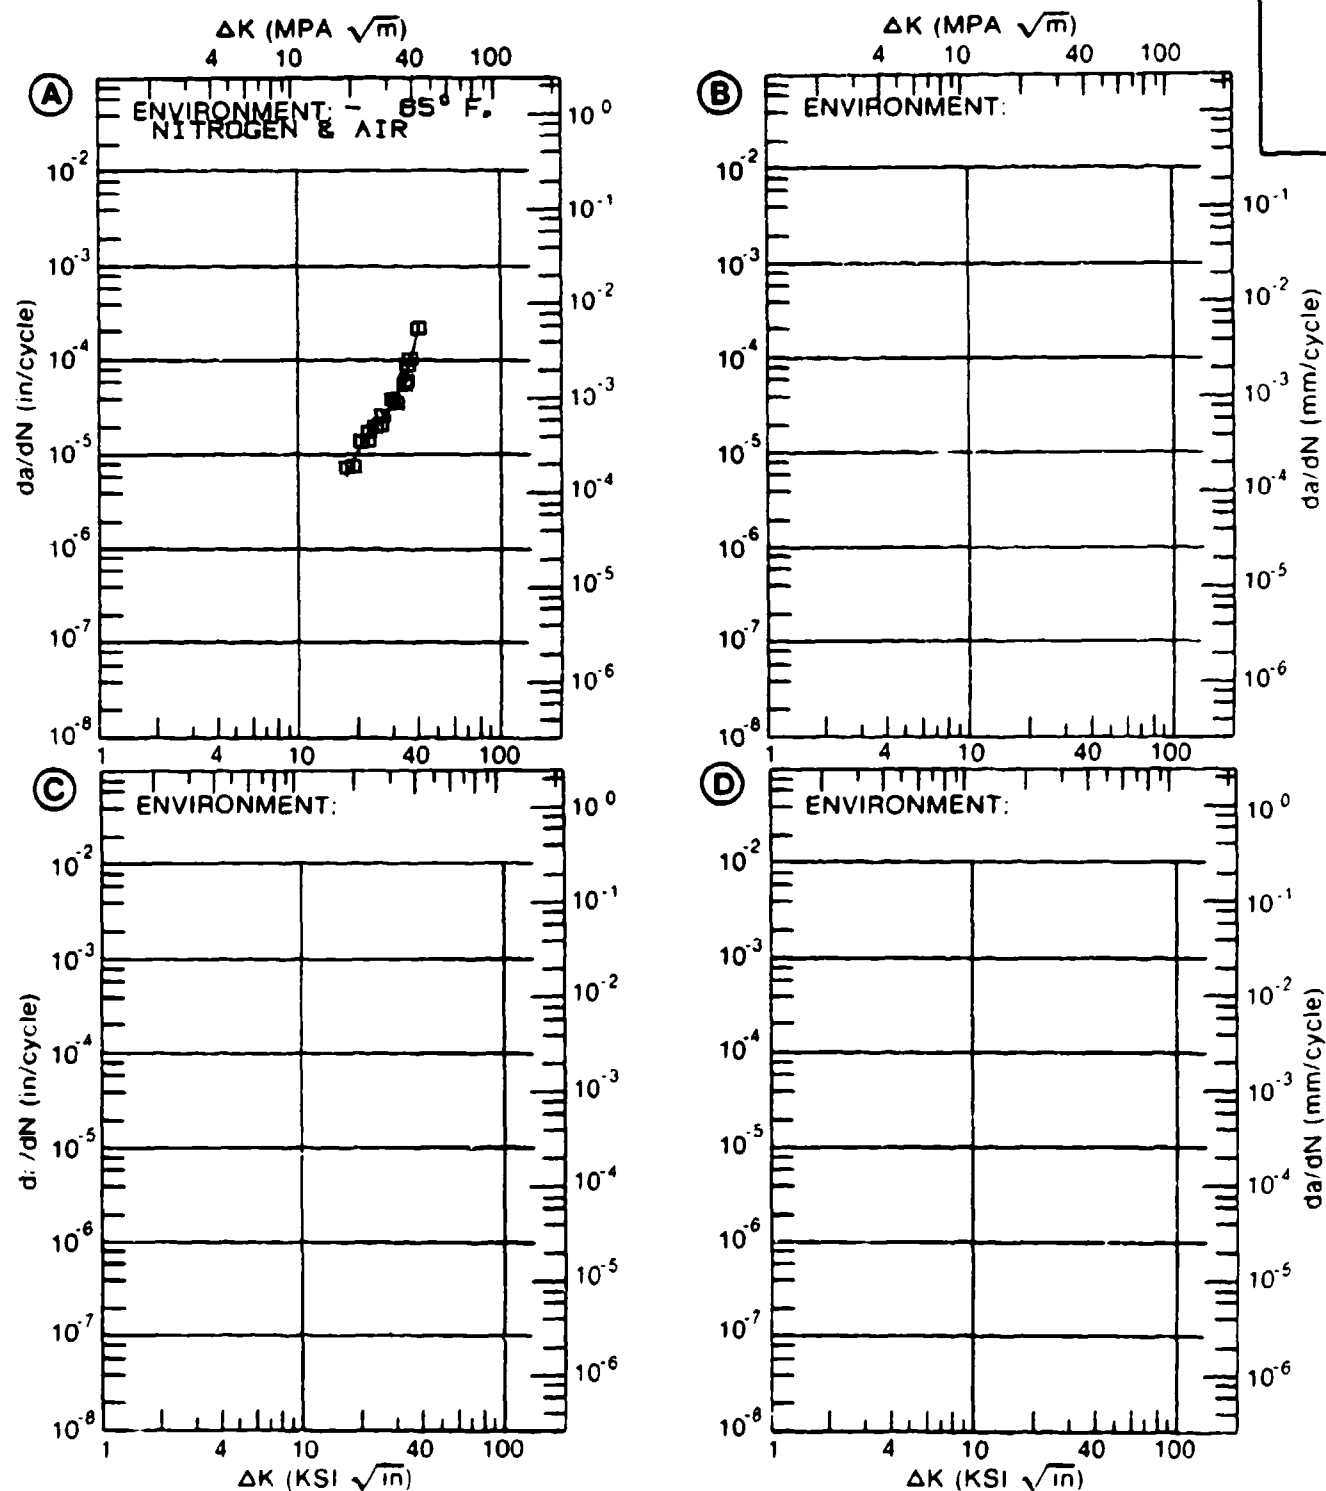 ΔK (MPA √m)
4 10 40 100
A
ENVIRONMENT: - 65° F.
NITROGEN & AIR
10⁰
10⁻²
10⁻¹
10⁻³
10⁻²
10⁻⁴
10⁻³
10⁻⁵
10⁻⁴
10⁻⁶
10⁻⁵
10⁻⁷
10⁻⁶
10⁻⁸
da/dN (in/cycle)
1 4 10 40 100
ΔK (MPA √m)
4 10 40 100
B
ENVIRONMENT:
10⁻²
10⁻¹
10⁻³
10⁻²
10⁻⁴
10⁻³
10⁻⁵
10⁻⁴
10⁻⁶
10⁻⁵
10⁻⁷
10⁻⁶
10⁻⁸
da/dN (mm/cycle)
1 4 10 40 100
C
ENVIRONMENT:
10⁰
10⁻²
10⁻¹
10⁻³
10⁻²
10⁻⁴
10⁻³
10⁻⁵
10⁻⁴
10⁻⁶
10⁻⁵
10⁻⁷
10⁻⁶
10⁻⁸
/dN (in/cycle)
1 4 10 40 100
ΔK (KSI √in)
D
ENVIRONMENT:
10⁰
10⁻²
10⁻¹
10⁻³
10⁻²
10⁻⁴
10⁻³
10⁻⁵
10⁻⁴
10⁻⁶
10⁻⁵
10⁻⁷
10⁻⁶
10⁻⁸
da/dN (mm/cycle)
1 4 10 40 100
ΔK (KSI √in)